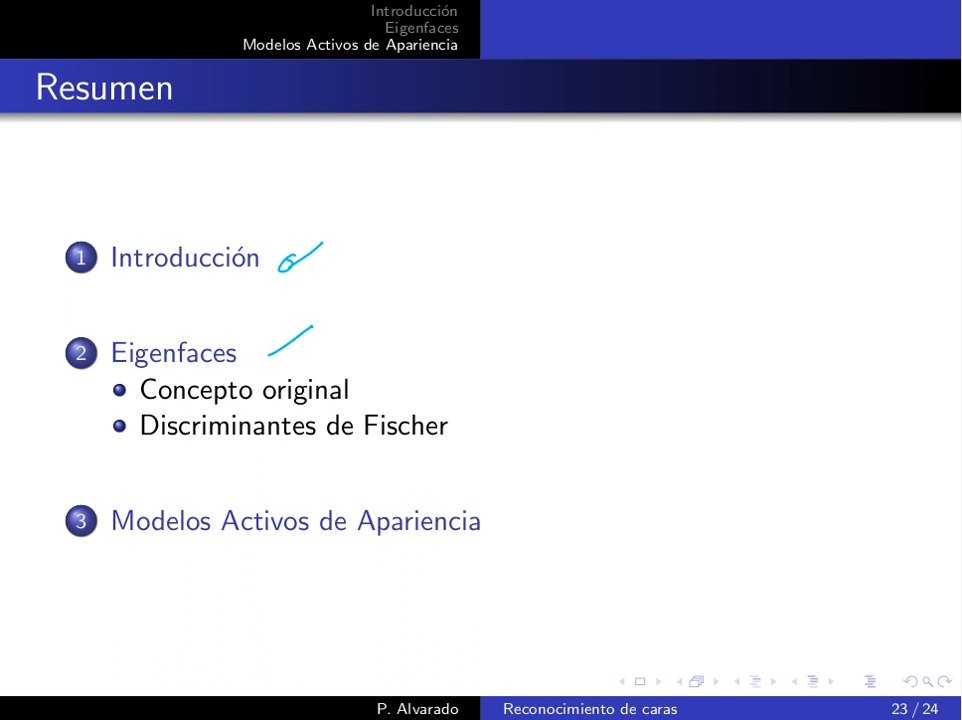 Introducción
Eigenfaces
Modelos Activos de Apariencia
Resumen
1 Introducción
2 Eigenfaces
Concepto original
Discriminantes de Fischer
3 Modelos Activos de Apariencia
P. Alvarado
Reconocimiento de caras
23 / 24